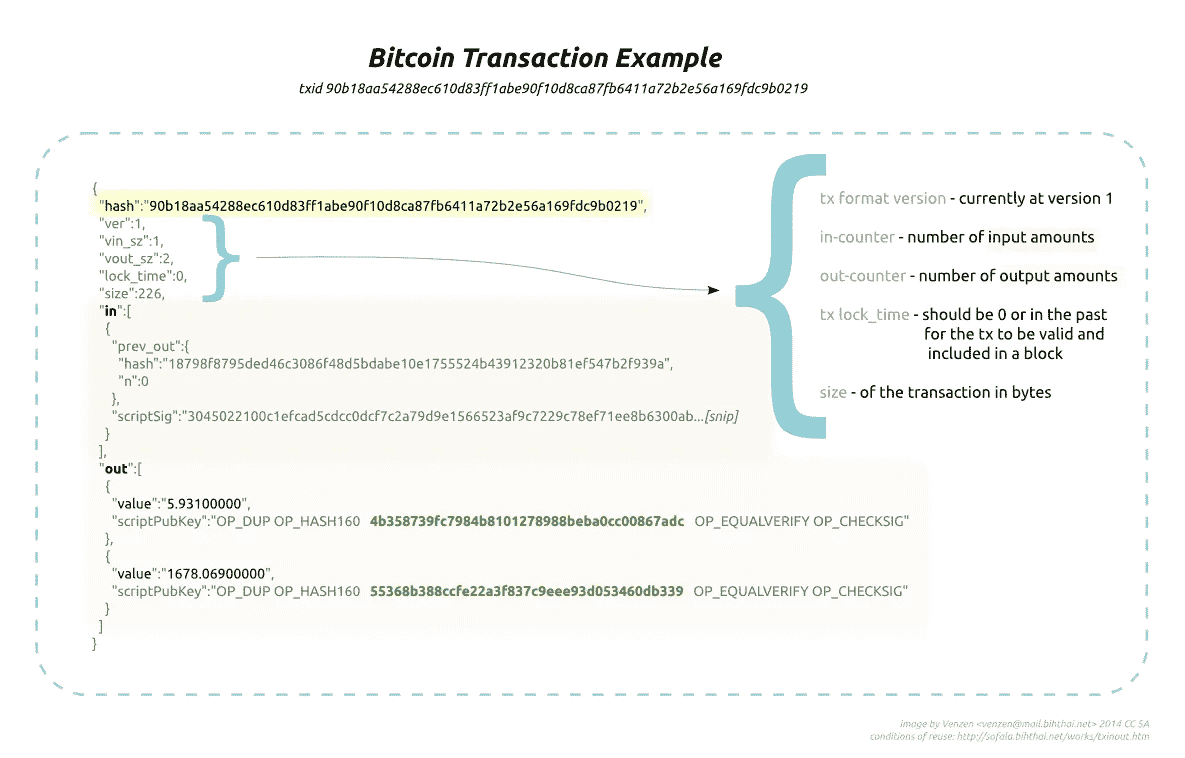 Bitcoin Transaction Example
txid 90b18aa54288ec610d83ff1abe90f10d8ca87fb6411a72b2e56a169fdc9b0219
{
"hash":"90b18aa54288ec610d83ff1abe90f10d8ca87fb6411a72b2e56a169fdc9b0219",
"ver":1,
"vin_sz":1,
"vout_sz":2,
"lock_time":0,
"size":226,
"in":[
{
"prev_out":{
"hash":"18798f8795ded46c3086f48d5bdabe10e1755524b43912320b81ef547b2f939a",
"n":0
},
"scriptSig":"3045022100c1efcad5cdcc0dcf7c2a79d9e1566523af9c7229c78ef71ee8b6300ab...[snip]
}
],
"out":[
{
"value":"5.93100000",
"scriptPubKey":"OP_DUP OP_HASH160 4b358739fc7984b8101278988beba0cc00867adc OP_EQUALVERIFY OP_CHECKSIG"
},
{
"value":"1678.06900000",
"scriptPubKey":"OP_DUP OP_HASH160 55368b388ccfe22a3f837c9eee93d053460db339 OP_EQUALVERIFY OP_CHECKSIG"
}
]
}
tx format version - currently at version 1
in-counter - number of input amounts
out-counter - number of output amounts
tx lock_time - should be 0 or in the past
for the tx to be valid and
included in a block
size - of the transaction in bytes
image by Venzen <venzen@mail.bihthai.net> 2014 CC SA
conditions of reuse: http://sofala.bihthai.net/works/txinout.htm